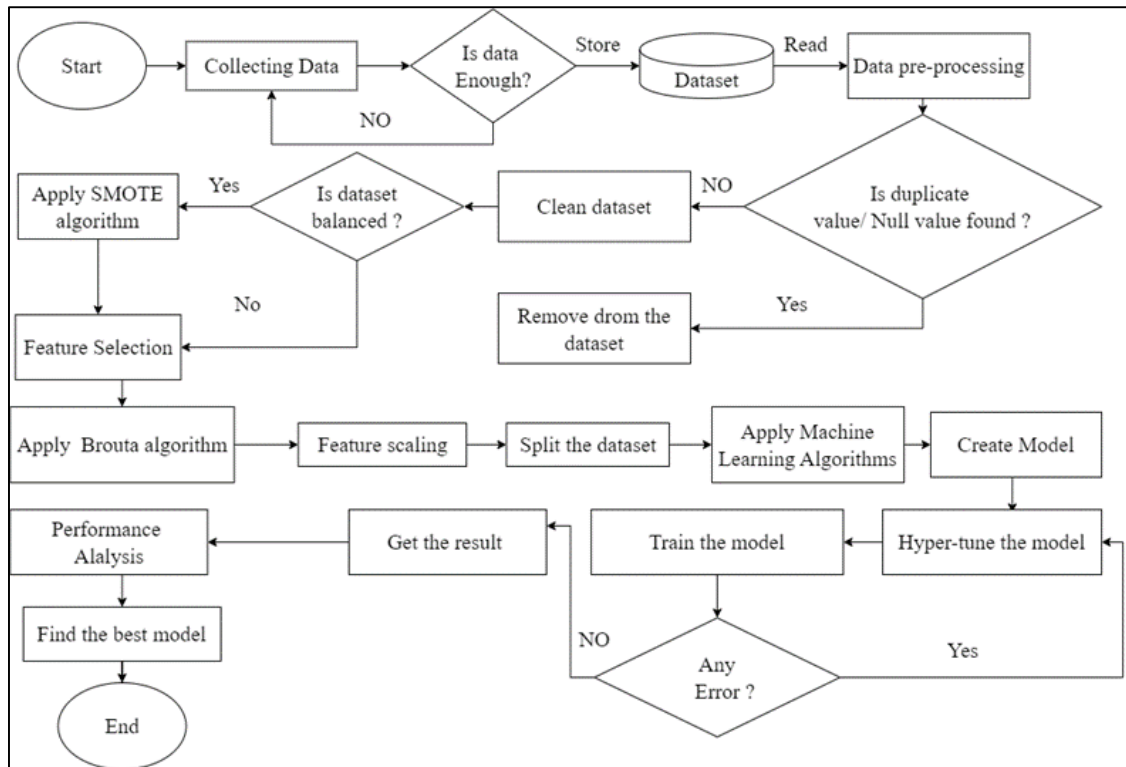 Start
Collecting Data
Is data
Enough?
Store
Dataset
Read
Data pre-processing
NO
Apply SMOTE
algorithm
Yes
Is dataset
balanced ?
Clean dataset
NO
Is duplicate
value/ Null value found ?
No
Remove drom the
dataset
Yes
Feature Selection
Apply Brouta algorithm
Feature scaling
Split the dataset
Apply Machine
Learning Algorithms
Create Model
Performance
Alalysis
Get the result
Train the model
Hyper-tune the model
Find the best model
NO
Any
Error ?
Yes
End